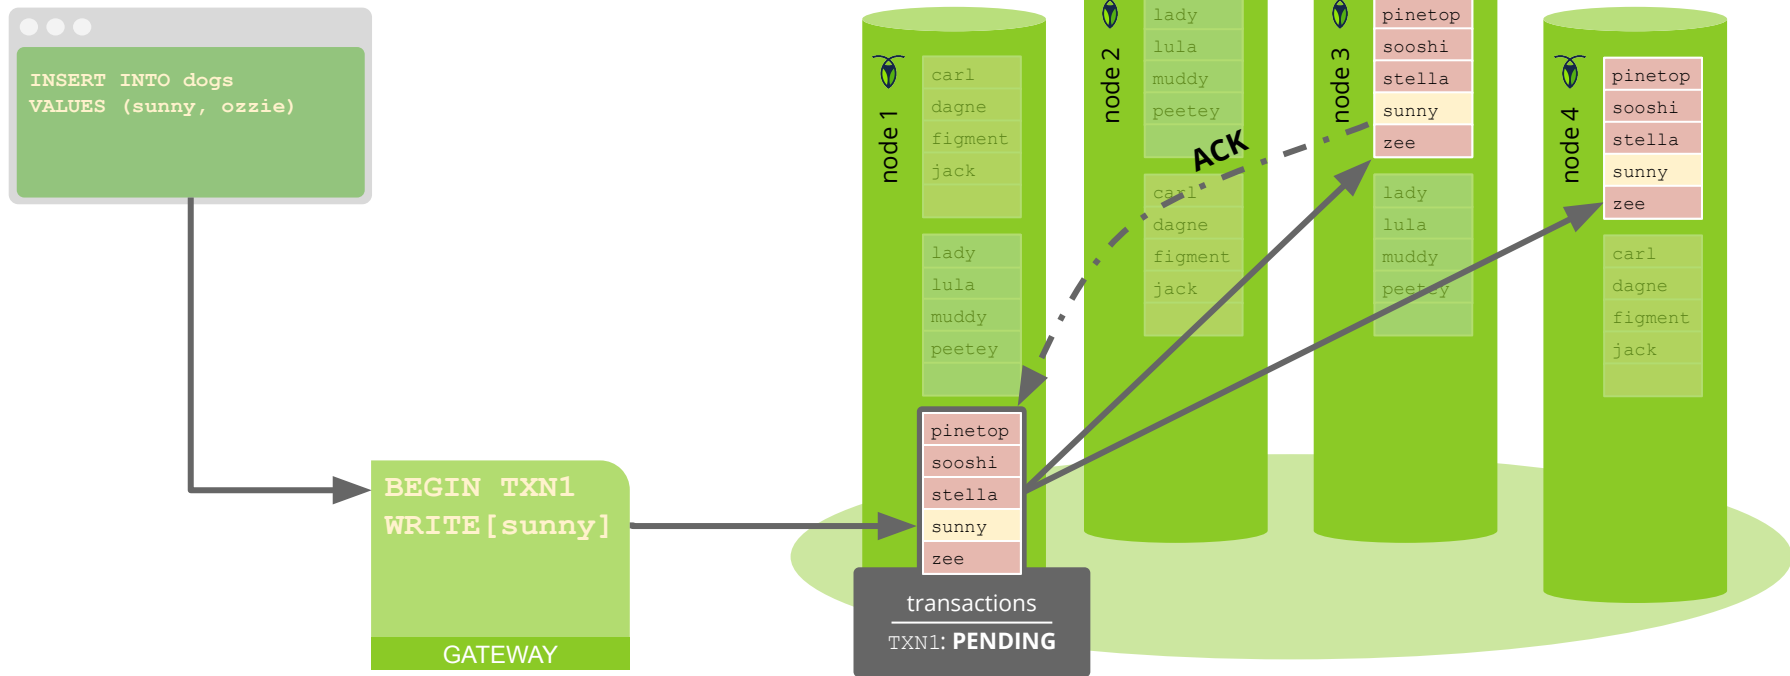 INSERT INTO dogs
VALUES (sunny, ozzie)
BEGIN TXN1
WRITE[sunny]
GATEWAY
node 1
carl
dagne
figment
jack
lady
lula
muddy
peetey
pinetop
sooshi
stella
sunny
zee
transactions
TXN1: PENDING
node 2
lady
lula
muddy
peetey
carl
dagne
figment
jack
ACK
node 3
pinetop
sooshi
stella
sunny
zee
lady
lula
muddy
peetey
node 4
pinetop
sooshi
stella
sunny
zee
carl
dagne
figment
jack